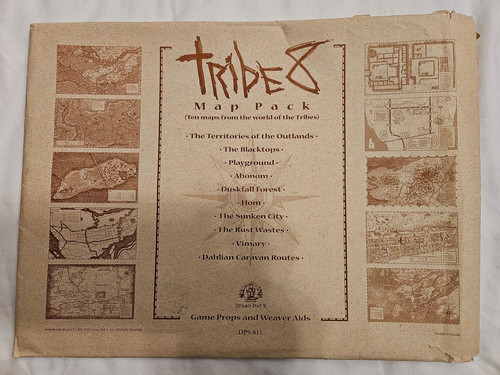 TRIBE 8
Map Pack
(Ten maps from the world of the Tribes)
· The Territories of the Outlands ·
· The Blacktops ·
· Playground ·
· Abonom ·
· Duskfall Forest ·
· Hom ·
· The Sunken City ·
· The Rust Wastes ·
· Vimary ·
· Dahlian Caravan Routes ·
Dream Pod 9
Game Props and Weaver Aids
DP9-811